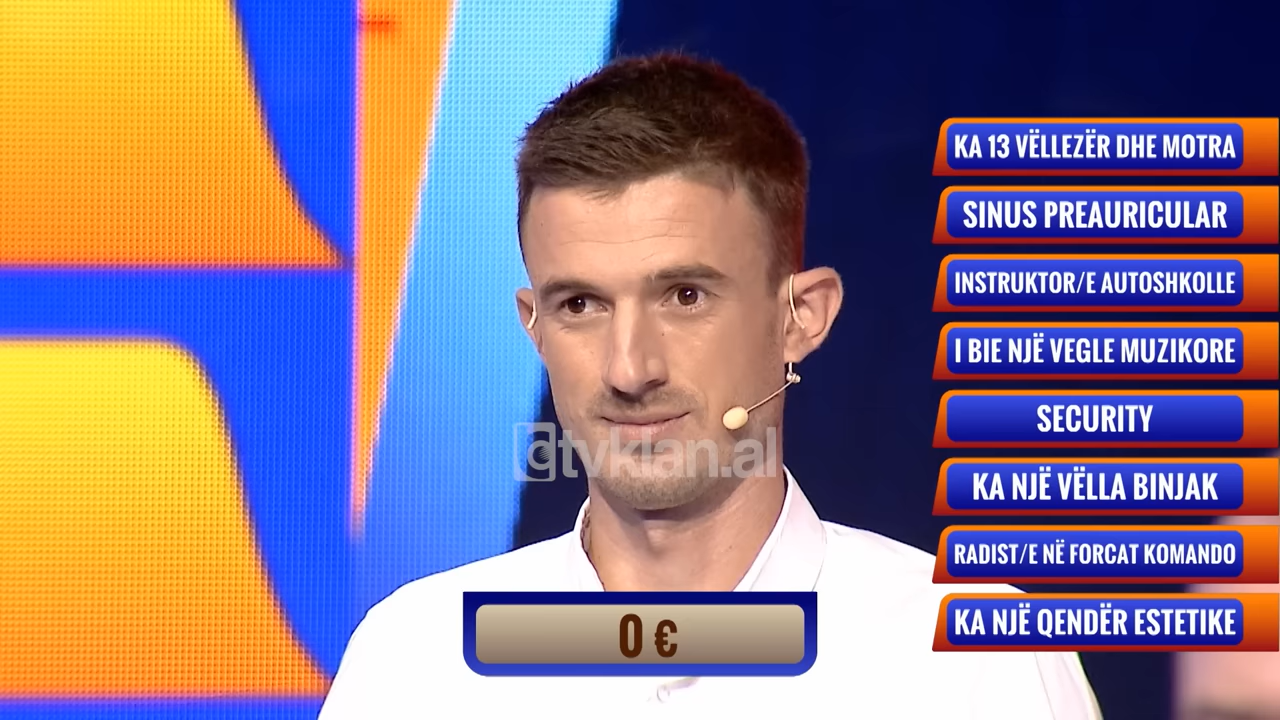 KA 13 VËLLEZËR DHE MOTRA
SINUS PREAURICULAR
INSTRUKTOR/E AUTOSHKOLLE
I BIE NJË VEGLE MUZIKORE
SECURITY
KA NJË VËLLA BINJAK
RADIST/E NË FORCAT KOMANDO
KA NJË QENDËR ESTETIKE
tvklan.al
0 €